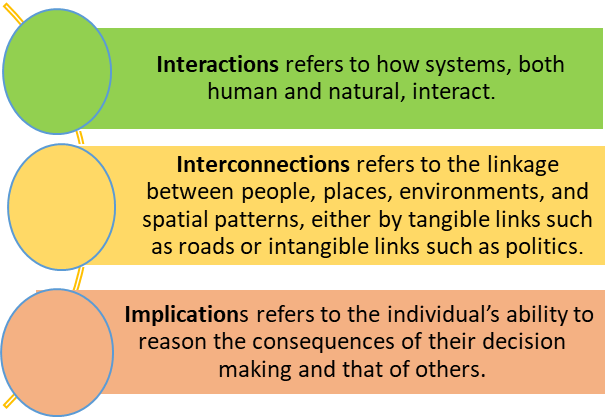 Interactions refers to how systems, both
human and natural, interact.
Interconnections refers to the linkage
between people, places, environments, and
spatial patterns, either by tangible links such
as roads or intangible links such as politics.
Implications refers to the individual’s ability to
reason the consequences of their decision
making and that of others.